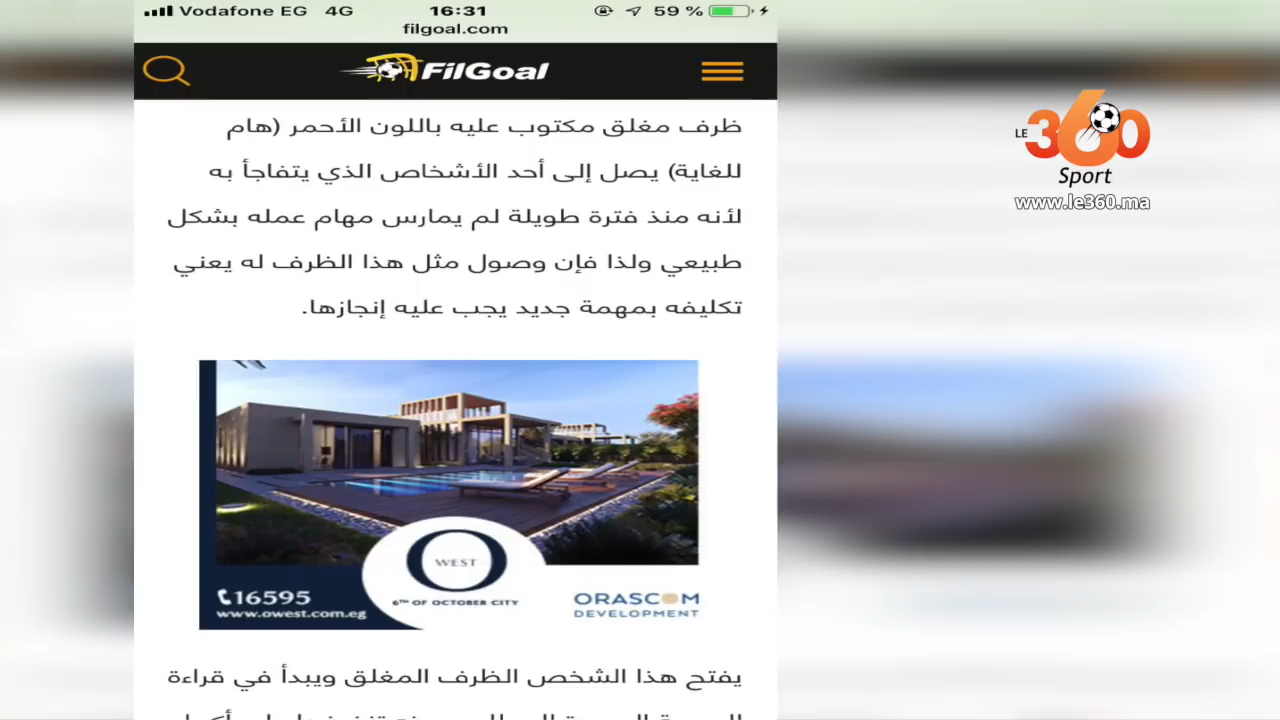 Vodafone EG 4G 16:31 59 %
filgoal.com
FilGoal
ظرف مغلق مكتوب عليه باللون الأحمر (هام
للغاية) يصل إلى أحد الأشخاص الذي يتفاجأ به
لأنه منذ فترة طويلة لم يمارس مهام عمله بشكل
طبيعي ولذا فإن وصول مثل هذا الظرف له يعني
تكليفه بمهمة جديد يجب عليه إنجازها.
O
WEST
6TH OF OCTOBER CITY
16595
www.owest.com.eg
ORASCOM
DEVELOPMENT
يفتح هذا الشخص الظرف المغلق ويبدأ في قراءة
LE 360
Sport
www.le360.ma